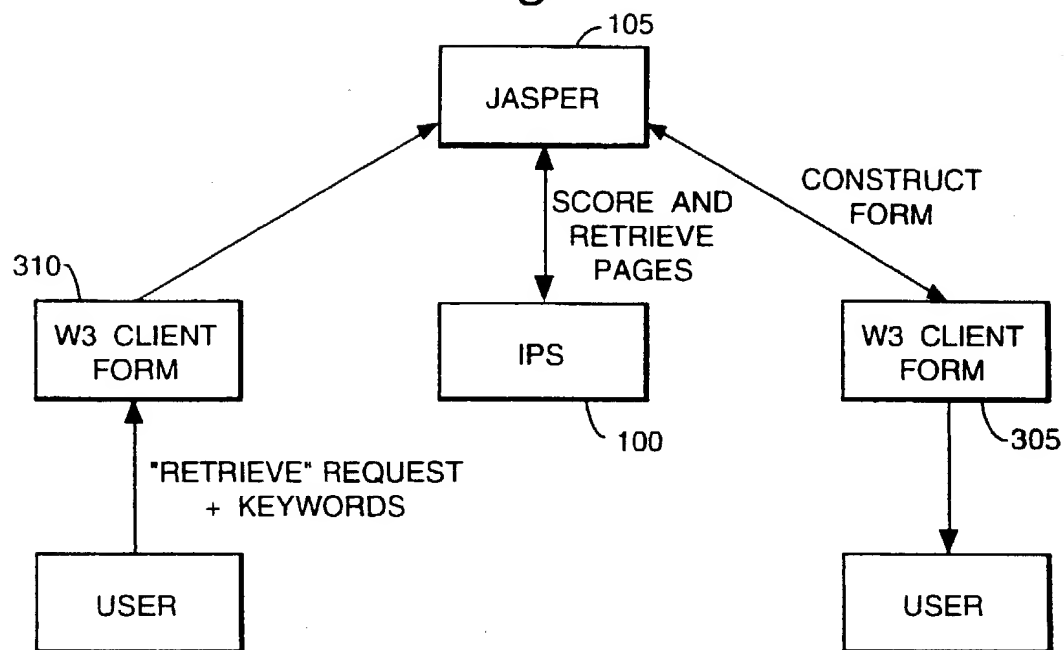 105
JASPER
CONSTRUCT
FORM
SCORE AND
RETRIEVE
PAGES
310
W3 CLIENT
FORM
IPS
W3 CLIENT
FORM
100
305
"RETRIEVE" REQUEST
+ KEYWORDS
USER
USER